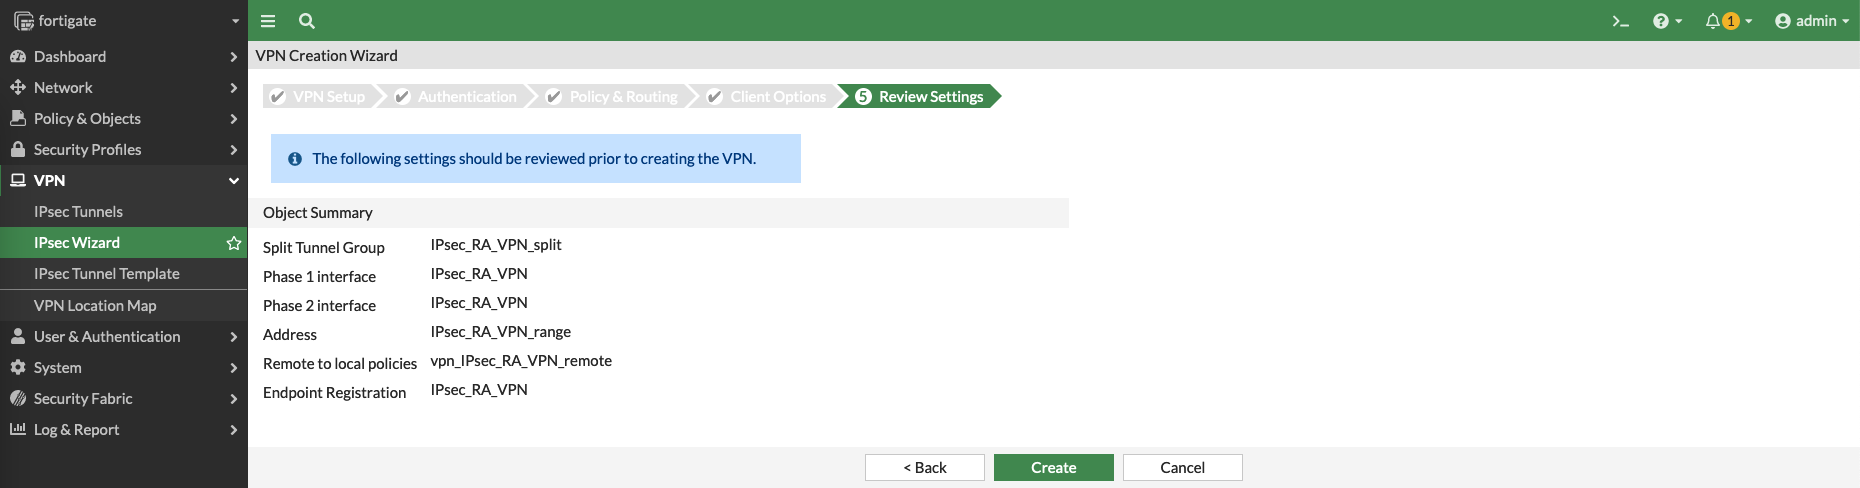 fortigate
1
admin
Dashboard
Network
Policy & Objects
Security Profiles
VPN
IPsec Tunnels
IPsec Wizard
IPsec Tunnel Template
VPN Location Map
User & Authentication
System
Security Fabric
Log & Report
VPN Creation Wizard
VPN Setup
Authentication
Policy & Routing
Client Options
5 Review Settings
The following settings should be reviewed prior to creating the VPN.
Object Summary
Split Tunnel Group IPsec_RA_VPN_split
Phase 1 interface IPsec_RA_VPN
Phase 2 interface IPsec_RA_VPN
Address IPsec_RA_VPN_range
Remote to local policies vpn_IPsec_RA_VPN_remote
Endpoint Registration IPsec_RA_VPN
< Back
Create
Cancel